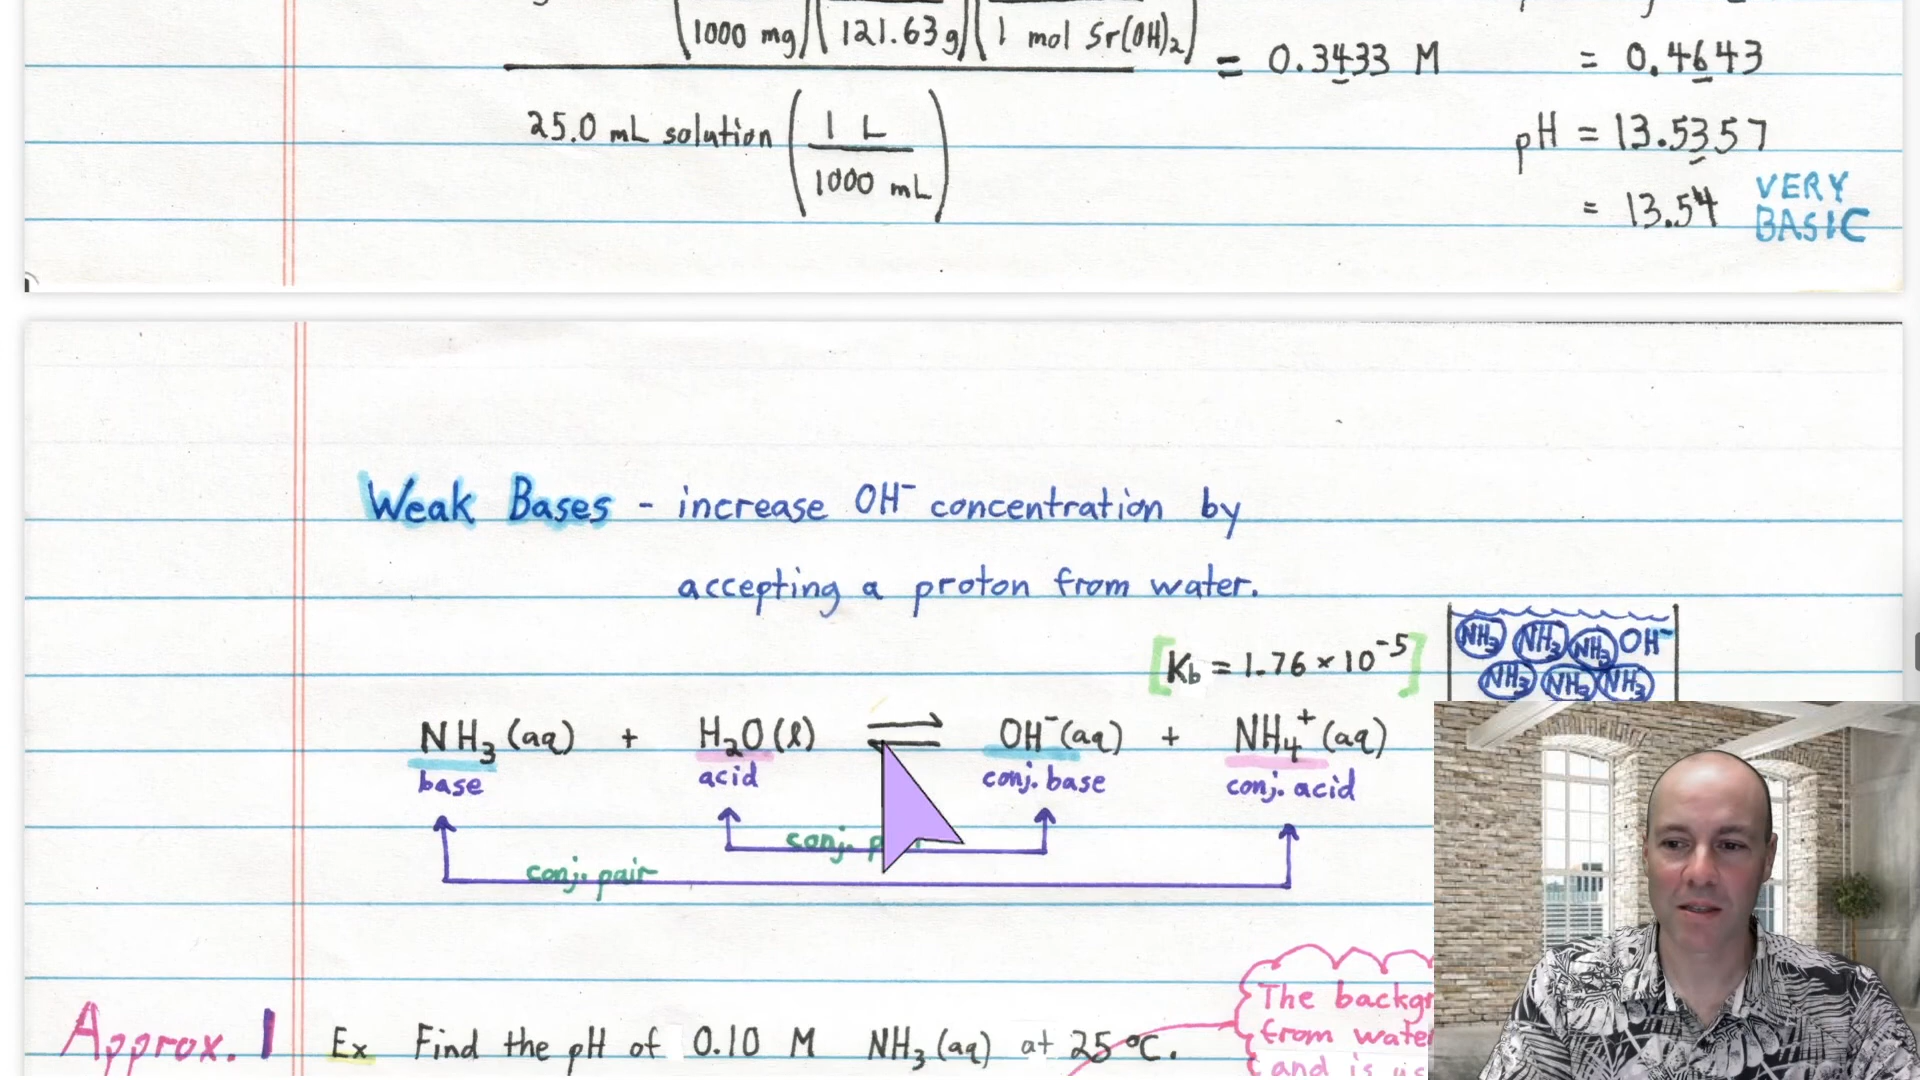 (1000 mg) (121.63 g) (1 mol Sr(OH)₂)
= 0.3433 M
= 0.4643
25.0 mL solution (1 L / 1000 mL)
pH = 13.5357
= 13.54 VERY BASIC
Weak Bases - increase OH⁻ concentration by
accepting a proton from water.
[Kb = 1.76 × 10⁻⁵]
NH₃ NH₃ NH₃ OH⁻
NH₃ NH₃ NH₃
NH₃ (aq) + H₂O (l) ⇌ OH⁻ (aq) + NH₄⁺ (aq)
base acid conj. base conj. acid
conj.
conj. pair
Approx. 1 Ex Find the pH of 0.10 M NH₃ (aq) at 25 °C.
The
from
and is